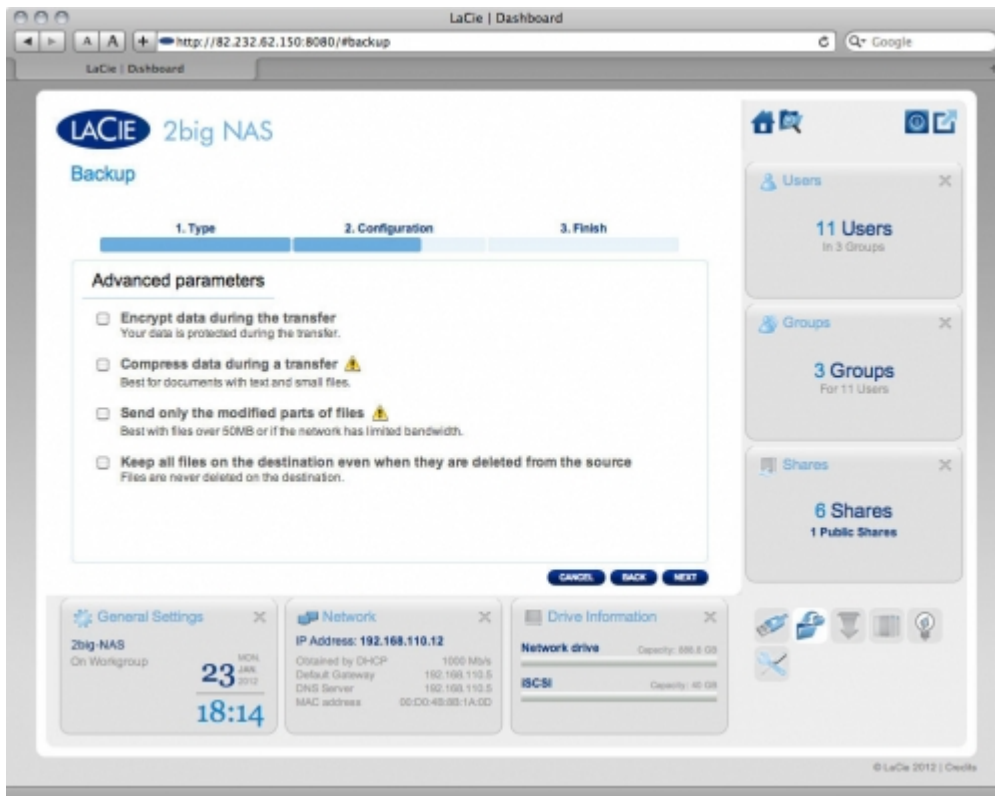 LaCie | Dashboard
A A + http://82.232.62.150:8080/#backup
Google
LaCie | Dashboard
LACIE 2big NAS
Backup
1. Type
2. Configuration
3. Finish
Advanced parameters
Encrypt data during the transfer
Your data is protected during the transfer.
Compress data during a transfer
Best for documents with text and small files.
Send only the modified parts of files
Best with files over 50MB or if the network has limited bandwidth.
Keep all files on the destination even when they are deleted from the source
Files are never deleted on the destination.
CANCEL BACK NEXT
Users
11 Users
In 3 Groups
Groups
3 Groups
For 11 Users
Shares
6 Shares
1 Public Shares
General Settings
2big-NAS
On Workgroup
23
MON.
JAN.
2012
18:14
Network
IP Address: 192.168.110.12
Obtained by DHCP 1000 Mb/s
Default Gateway 192.168.110.5
DNS Server 192.168.110.5
MAC address
Drive Information
Network drive Capacity:
iSCSI Capacity: 40 GB
© LaCie 2012 | Credits